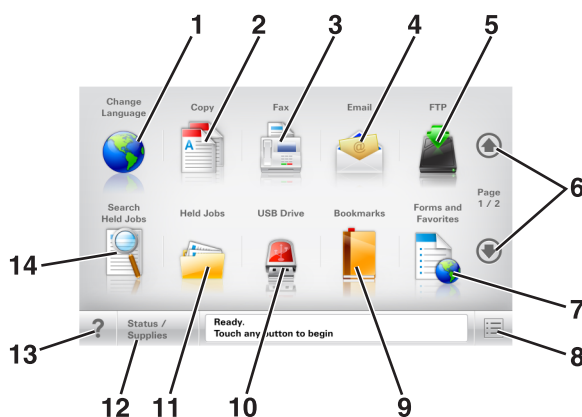 1 2 3 4 5
Change Language
Copy
Fax
Email
FTP
A
@
6
Page
1 / 2
Search
Held Jobs
Held Jobs
USB Drive
Bookmarks
Forms and
Favorites
14
7
?
Status /
Supplies
Ready.
Touch any button to begin
8
13
12
11
10
9